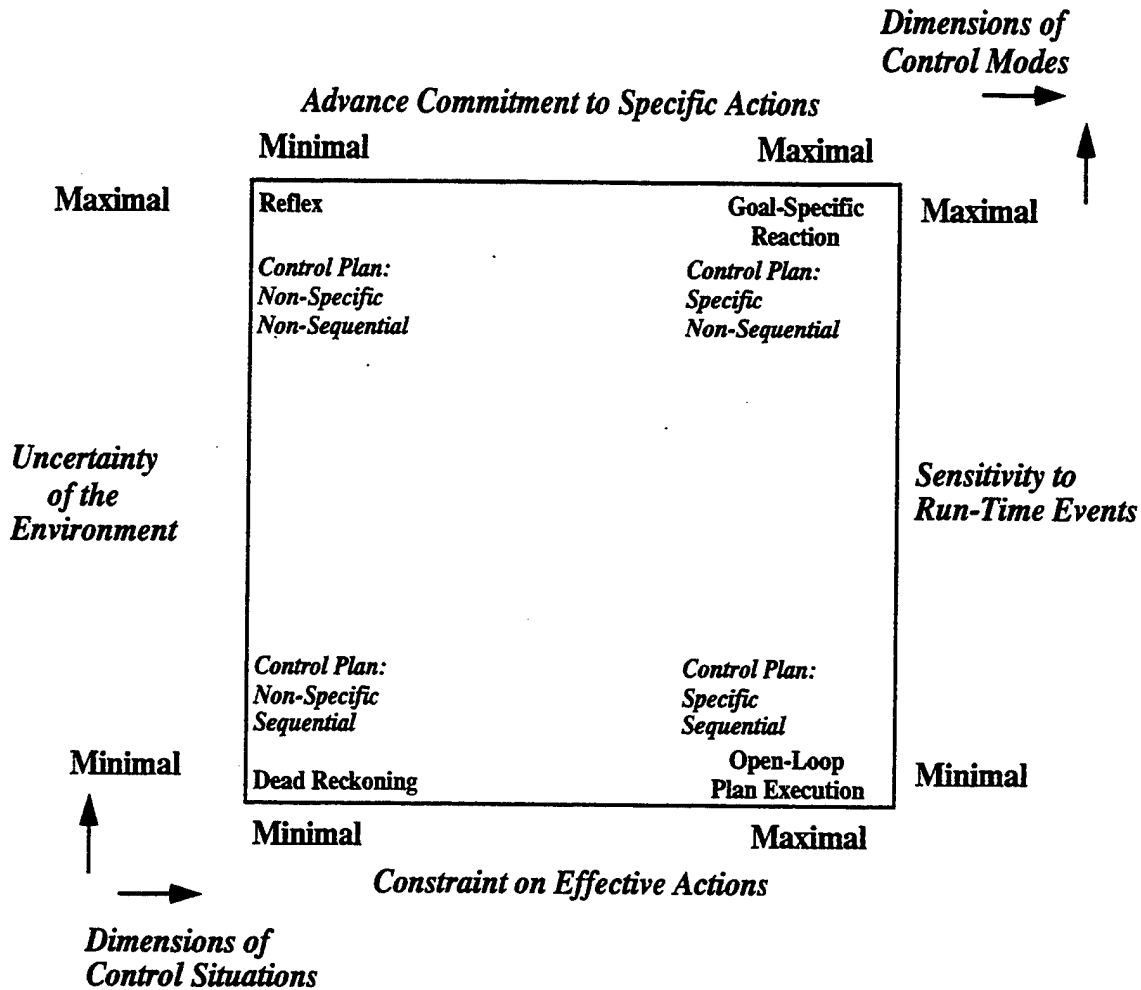 Dimensions of
Control Modes
Advance Commitment to Specific Actions
Minimal
Maximal
Maximal
Reflex
Goal-Specific
Reaction
Maximal
Control Plan:
Non-Specific
Non-Sequential
Control Plan:
Specific
Non-Sequential
Uncertainty
of the
Environment
Sensitivity to
Run-Time Events
Control Plan:
Non-Specific
Sequential
Control Plan:
Specific
Sequential
Minimal
Dead Reckoning
Open-Loop
Plan Execution
Minimal
Minimal
Maximal
Constraint on Effective Actions
Dimensions of
Control Situations